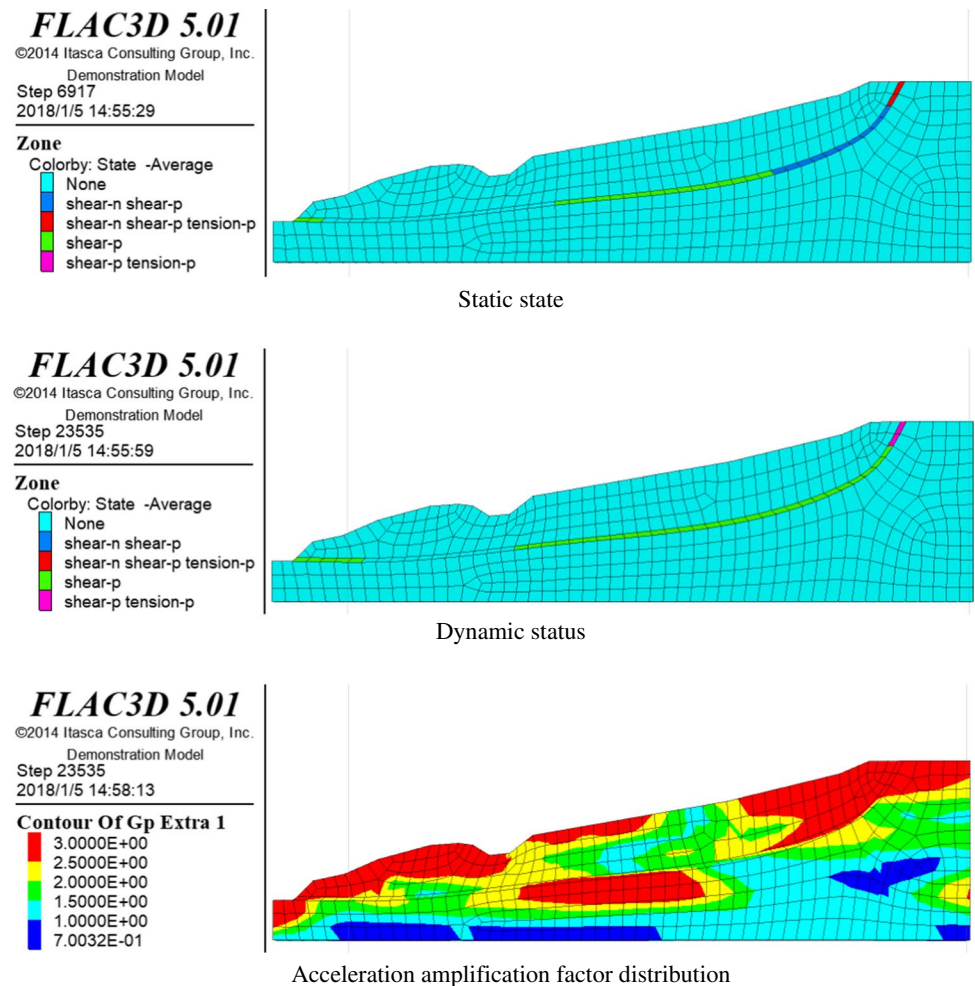 FLAC3D 5.01
©2014 Itasca Consulting Group, Inc.
Demonstration Model
Step 6917
2018/1/5 14:55:29
Zone
Colorby: State -Average
None
shear-n shear-p
shear-n shear-p tension-p
shear-p
shear-p tension-p
Static state
FLAC3D 5.01
©2014 Itasca Consulting Group, Inc.
Demonstration Model
Step 23535
2018/1/5 14:55:59
Zone
Colorby: State -Average
None
shear-n shear-p
shear-n shear-p tension-p
shear-p
shear-p tension-p
Dynamic status
FLAC3D 5.01
©2014 Itasca Consulting Group, Inc.
Demonstration Model
Step 23535
2018/1/5 14:58:13
Contour Of Gp Extra 1
3.0000E+00
2.5000E+00
2.0000E+00
1.5000E+00
1.0000E+00
7.0032E-01
Acceleration amplification factor distribution